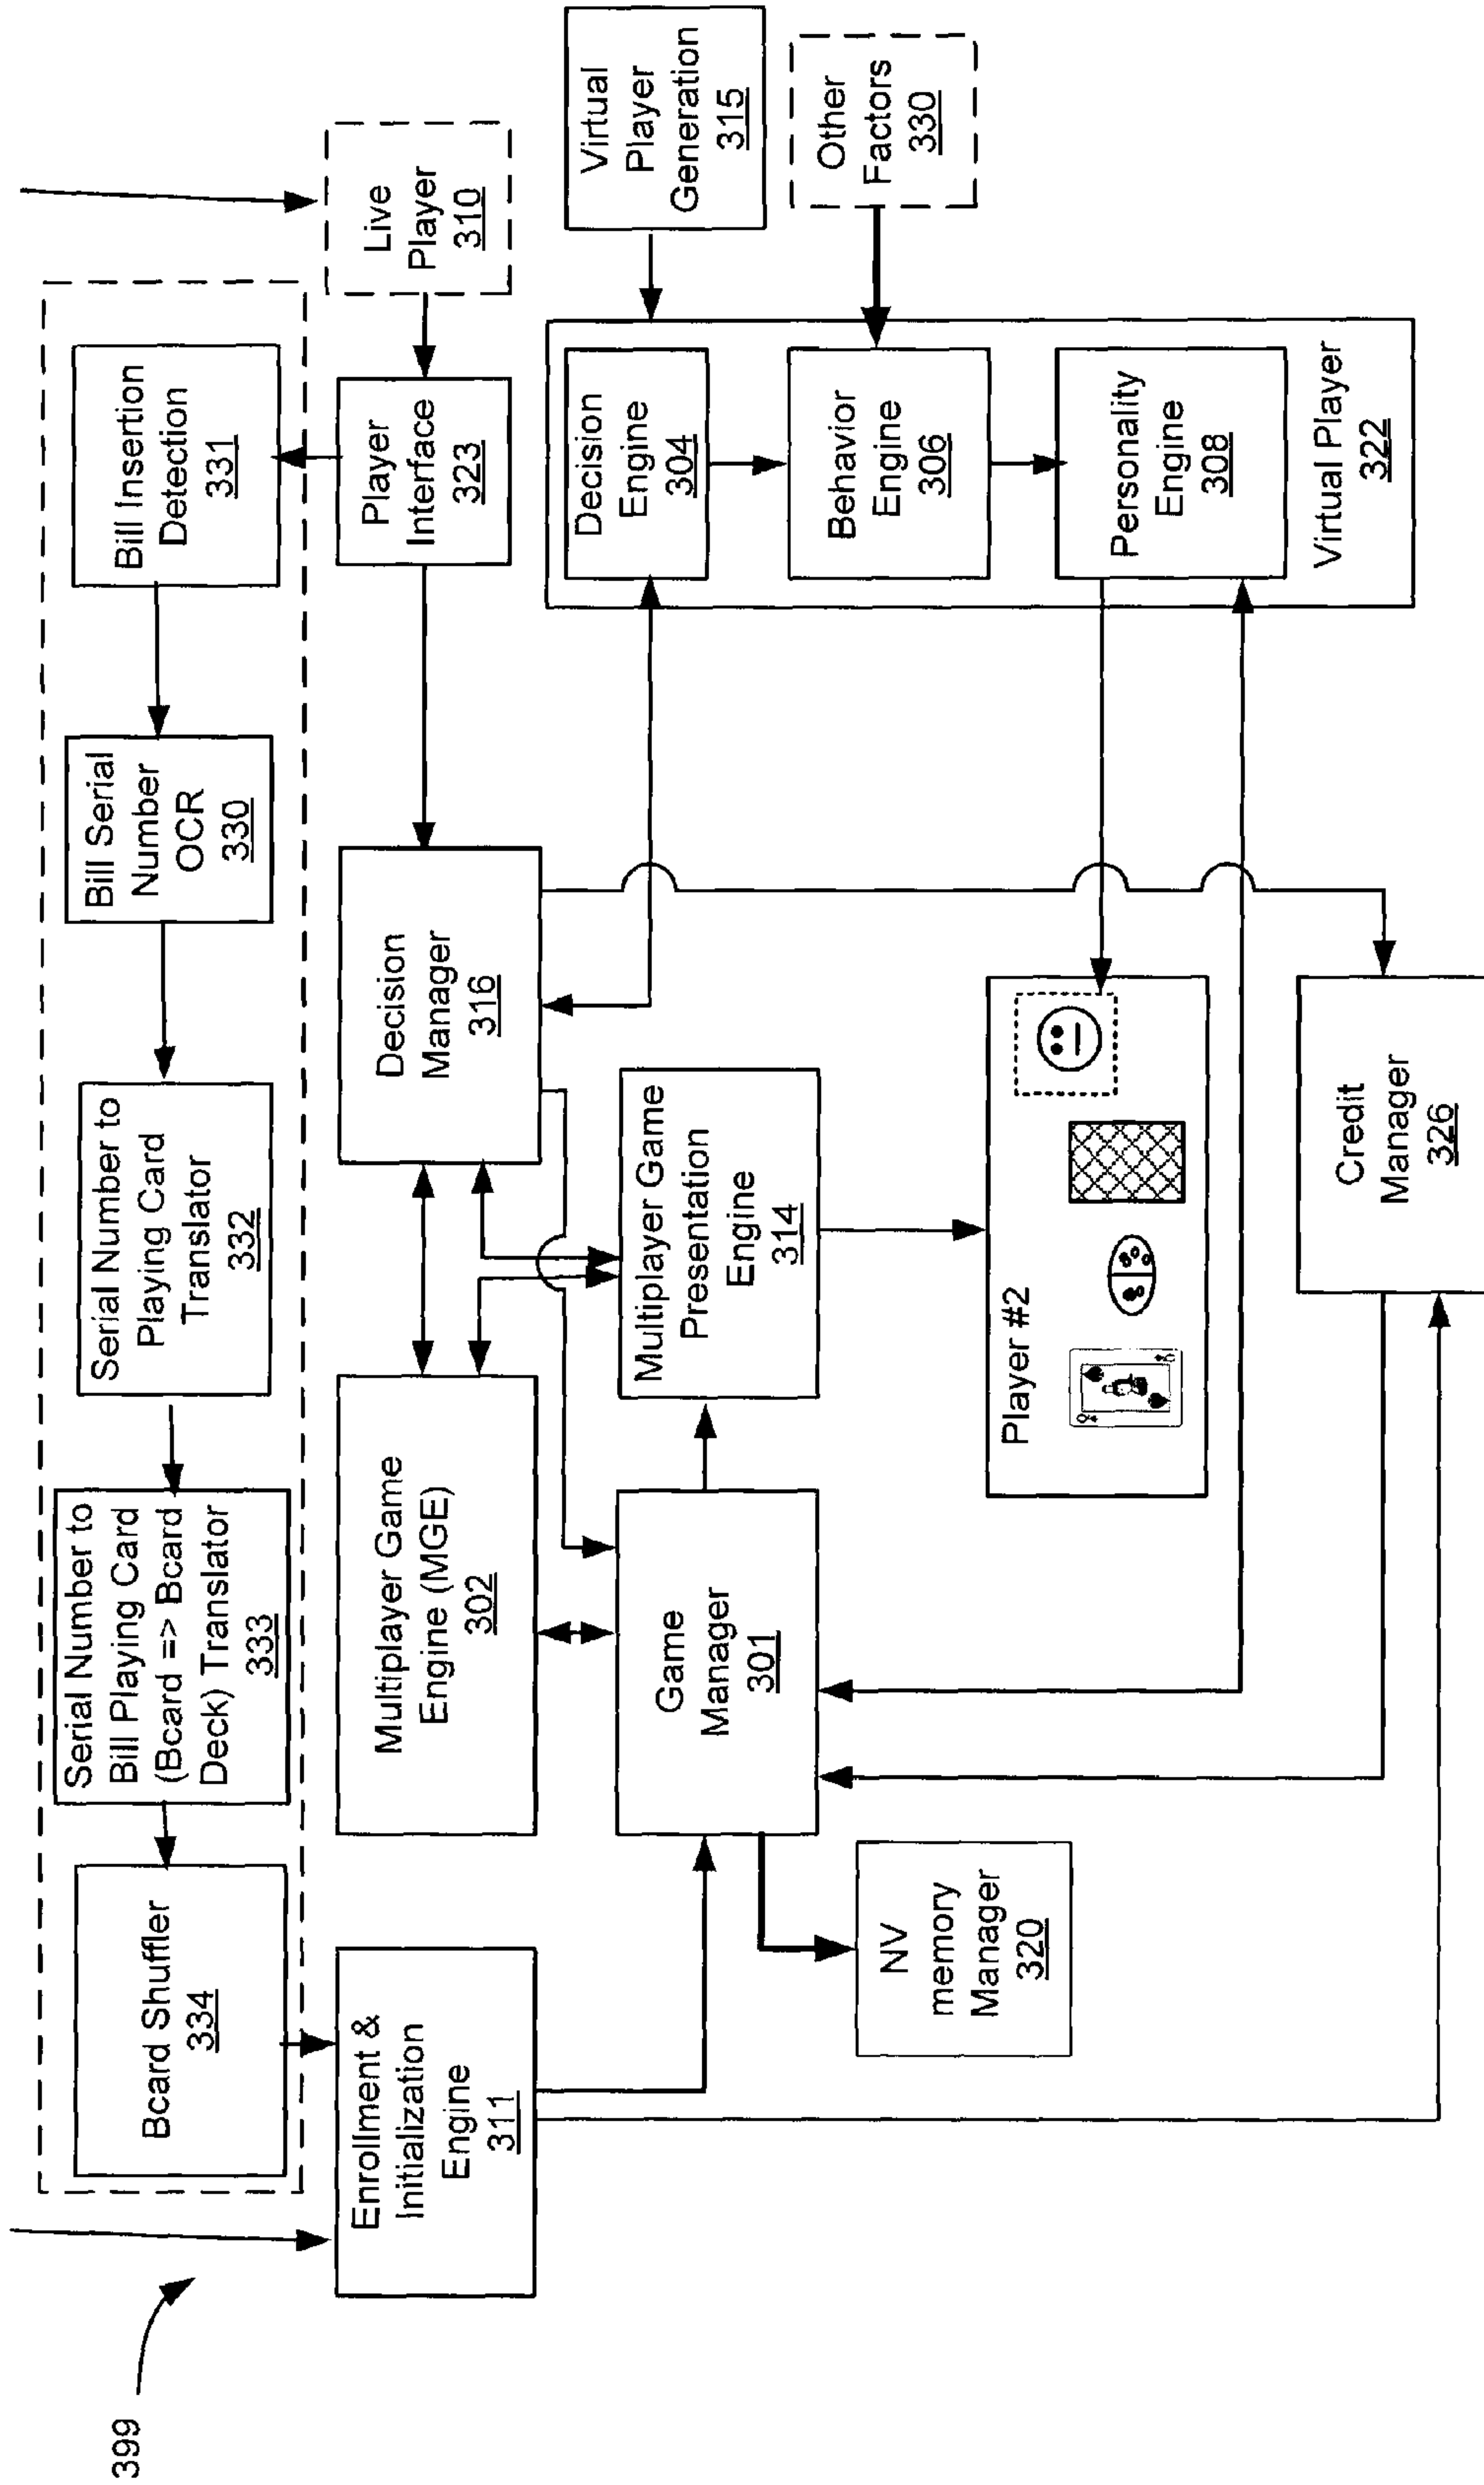 399
Bcard Shuffler
334
Serial Number to
Bill Playing Card
(Bcard => Bcard
Deck) Translator
333
Serial Number to
Playing Card
Translator
332
Bill Serial
Number
OCR
330
Bill Insertion
Detection
331
Enrollment &
Initialization
Engine
311
Multiplayer Game
Engine (MGE)
302
Decision
Manager
316
Player
Interface
323
Live
Player
310
Game
Manager
301
Multiplayer Game
Presentation
Engine
314
Decision
Engine
304
Virtual
Player
Generation
315
NV
memory
Manager
320
Behavior
Engine
306
Other
Factors
330
Player #2
Q
Q
Personality
Engine
308
Virtual Player
322
Credit
Manager
326